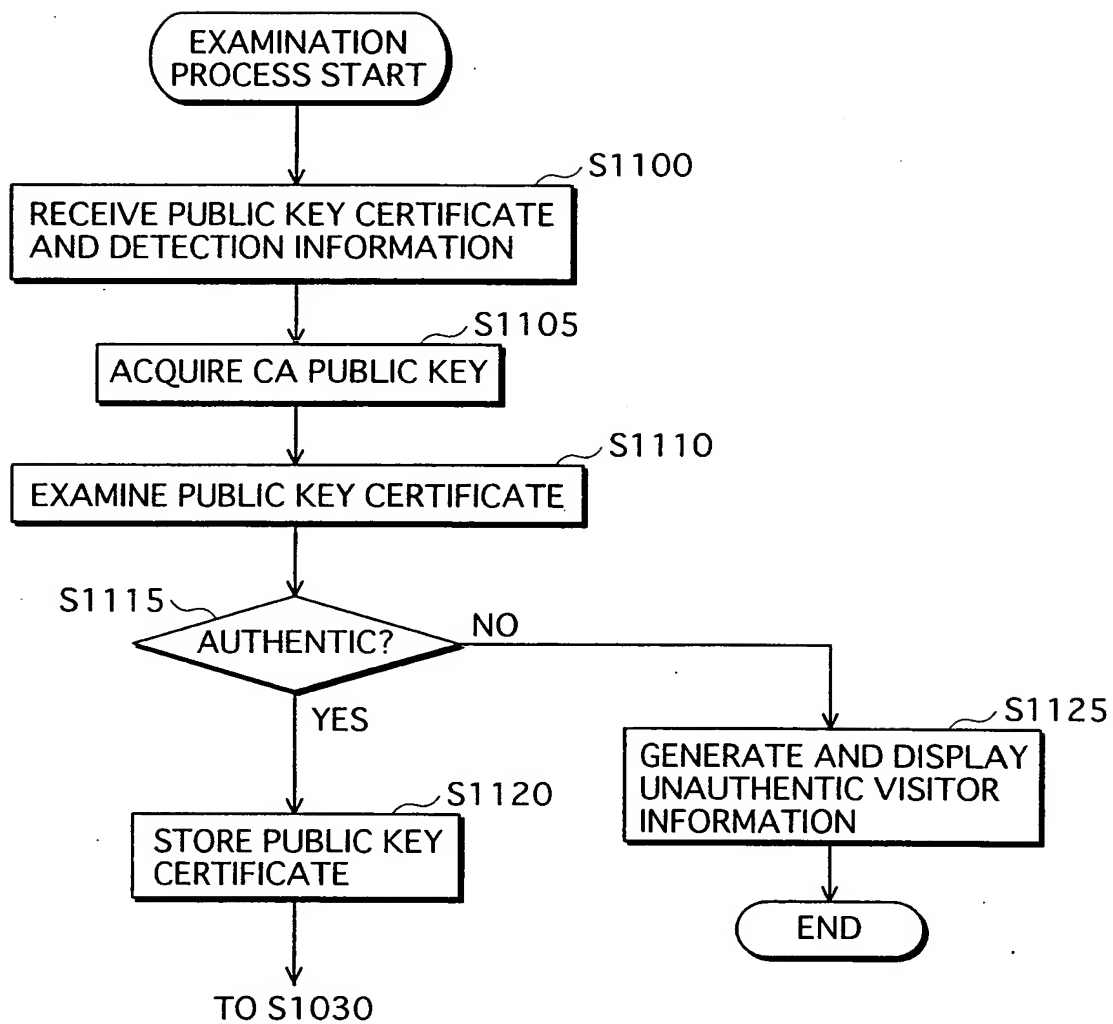 EXAMINATION
PROCESS START
S1100
RECEIVE PUBLIC KEY CERTIFICATE
AND DETECTION INFORMATION
S1105
ACQUIRE CA PUBLIC KEY
S1110
EXAMINE PUBLIC KEY CERTIFICATE
S1115
AUTHENTIC?
NO
YES
S1125
GENERATE AND DISPLAY
UNAUTHENTIC VISITOR
INFORMATION
S1120
STORE PUBLIC KEY
CERTIFICATE
END
TO S1030